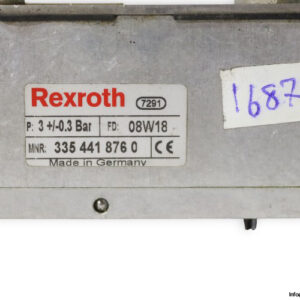 Rexroth 7291
P: 3 +/-0.3 Bar FD: 08W18
MNR: 335 441 876 0 CE
Made in Germany
1687